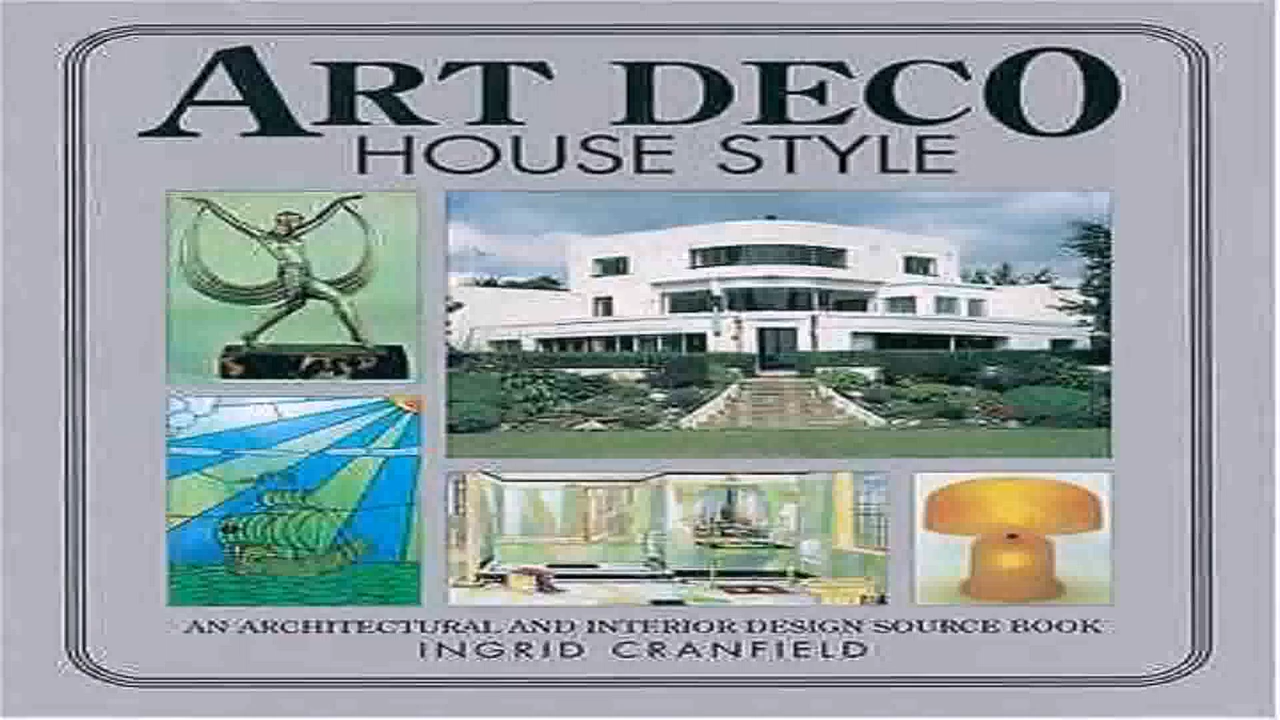 ART DECO
HOUSE STYLE
AN ARCHITECTURAL AND INTERIOR DESIGN SOURCE BOOK
INGRID CRANFIELD